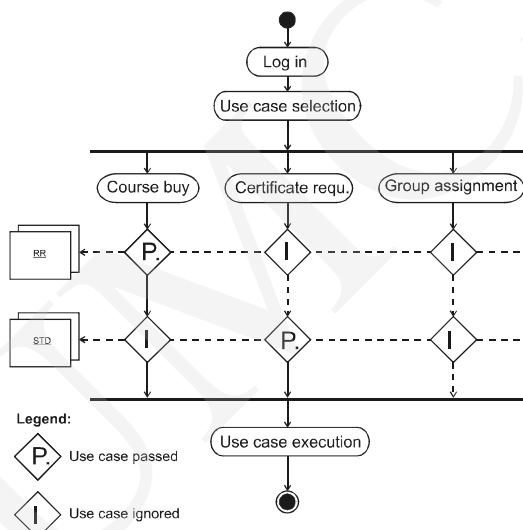 Log in
Use case selection
Course buy
Certificate requ.
Group assignment
RR
P.
I
I
STD
I
P.
I
Legend:
Use case execution
P.
Use case passed
I
Use case ignored
UMC